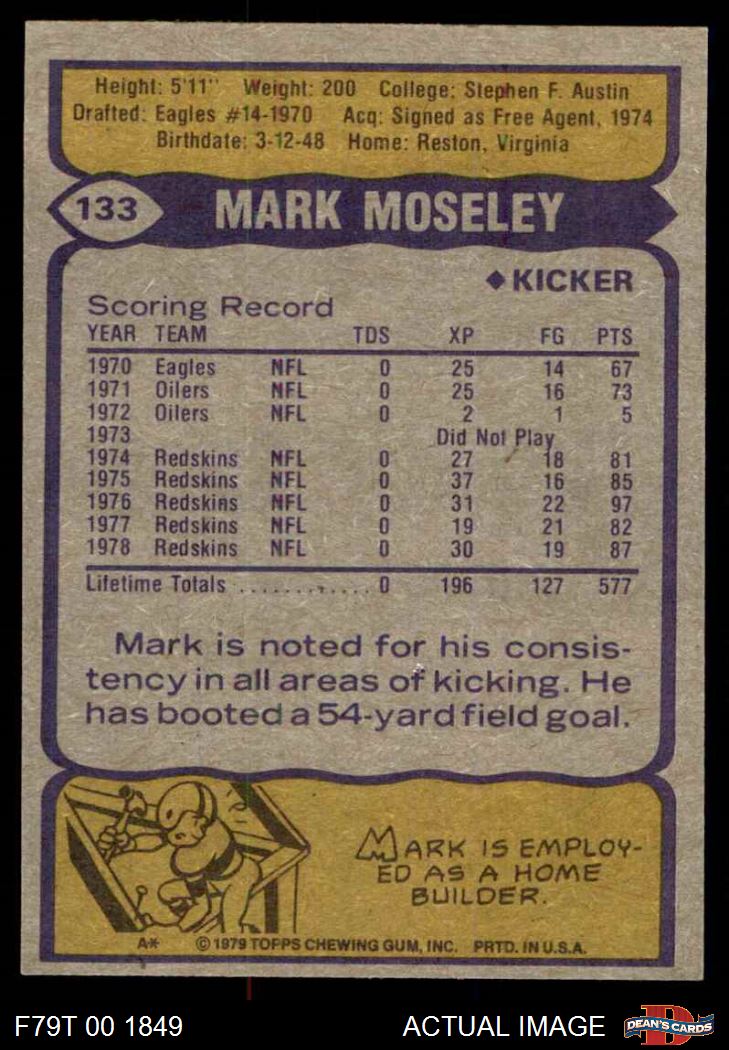 Height: 5'11" Weight: 200 College: Stephen F. Austin
Drafted: Eagles #14-1970 Acq: Signed as Free Agent, 1974
Birthdate: 3-12-48 Home: Reston, Virginia
133 MARK MOSELEY
◆KICKER
Scoring Record
YEAR TEAM TDS XP FG PTS
1970 Eagles NFL 0 25 14 67
1971 Oilers NFL 0 25 16 73
1972 Oilers NFL 0 2 1 5
1973 Did Not Play
1974 Redskins NFL 0 27 18 81
1975 Redskins NFL 0 37 16 85
1976 Redskins NFL 0 31 22 97
1977 Redskins NFL 0 19 21 82
1978 Redskins NFL 0 30 19 87
Lifetime Totals ............. 0 196 127 577
Mark is noted for his consis-
tency in all areas of kicking. He
has booted a 54-yard field goal.
MARK IS EMPLOY-
ED AS A HOME
BUILDER.
A* ©1979 TOPPS CHEWING GUM, INC. PRTD. IN U.S.A.
F79T 00 1849 ACTUAL IMAGE D DEAN'S CARDS